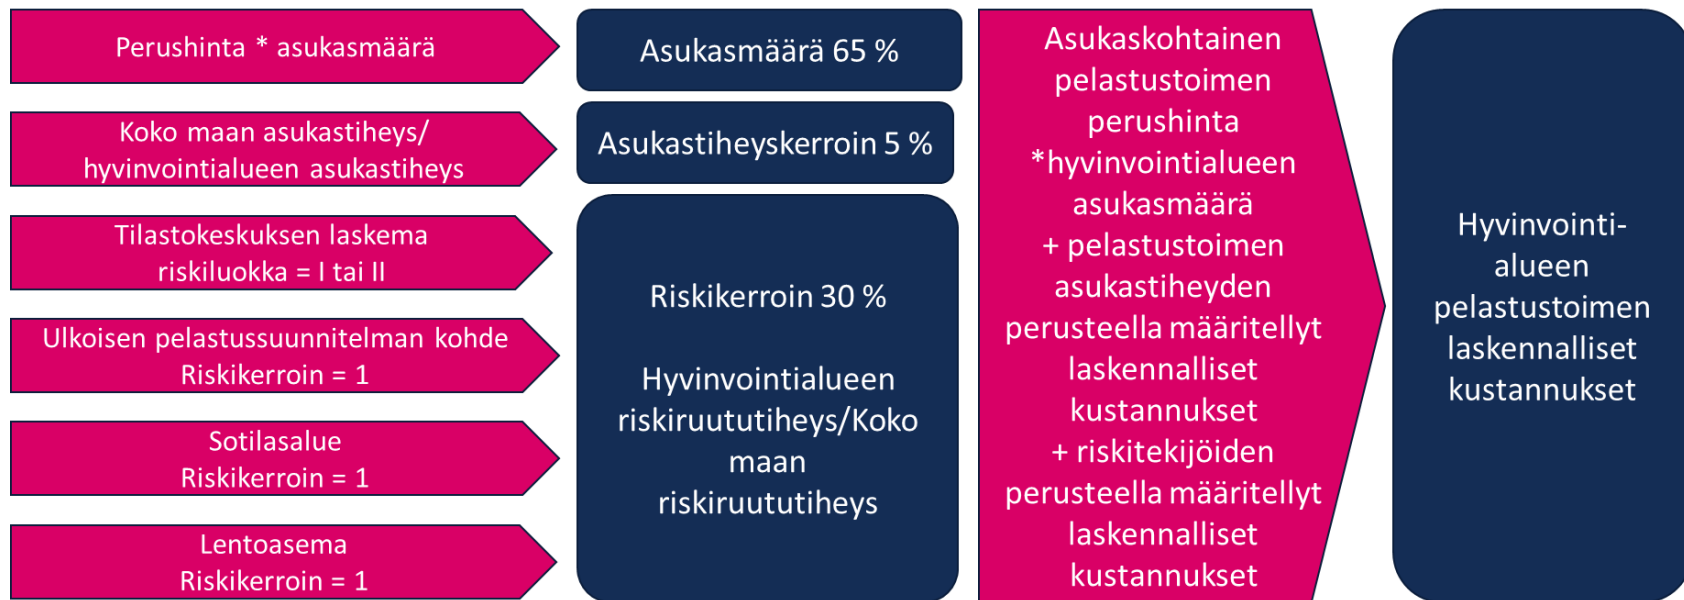 Perushinta * asukasmäärä
Koko maan asukastiheys/
hyvinvointialueen asukastiheys
Tilastokeskuksen laskema
riskiluokka = I tai II
Ulkoisen pelastussuunnitelman kohde
Riskikerroin = 1
Sotilasalue
Riskikerroin = 1
Lentoasema
Riskikerroin = 1
Asukasmäärä 65 %
Asukastiheyskerroin 5 %
Riskikerroin 30 %
Hyvinvointialueen
riskiruututiheys/Koko
maan
riskiruututiheys
Asukaskohtainen
pelastustoimen
perushinta
*hyvinvointialueen
asukasmäärä
+ pelastustoimen
asukastiheyden
perusteella määritellyt
laskennalliset
kustannukset
+ riskitekijöiden
perusteella määritellyt
laskennalliset
kustannukset
Hyvinvointi-
alueen
pelastustoimen
laskennalliset
kustannukset